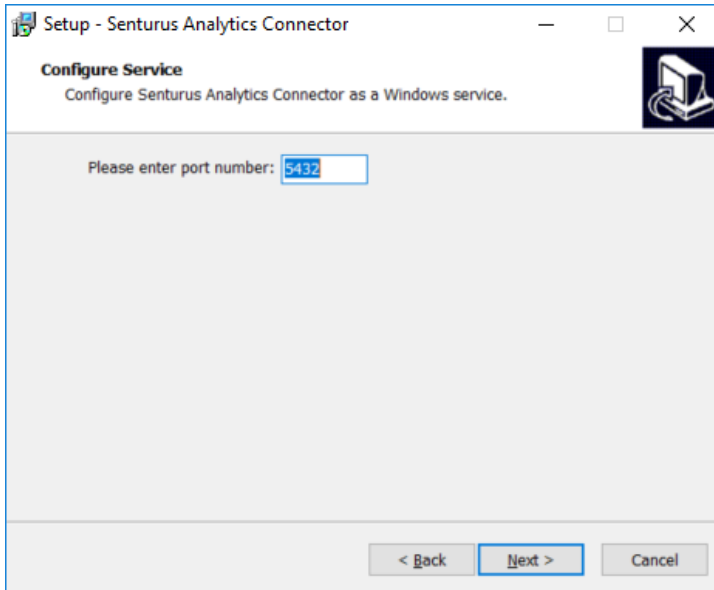 Setup - Senturus Analytics Connector
Configure Service
Configure Senturus Analytics Connector as a Windows service.
Please enter port number: 5432
< Back Next > Cancel